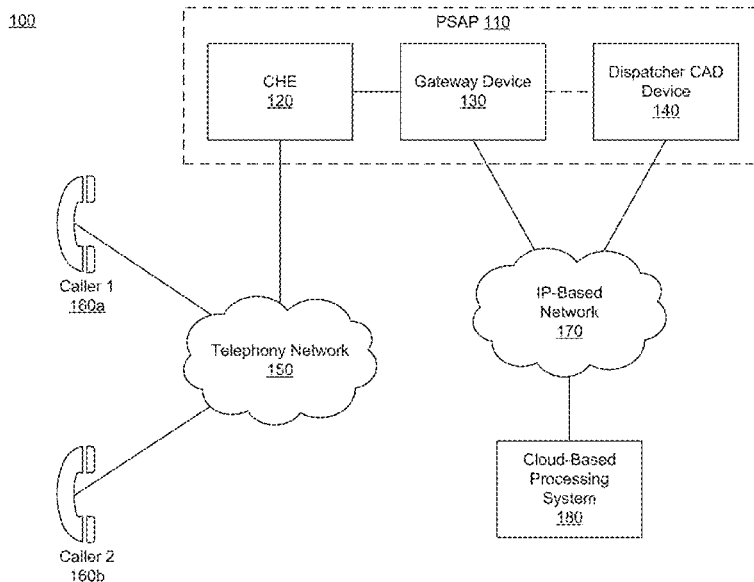 100
PSAP 110
CHE
120
Gateway Device
130
Dispatcher CAD
Device
140
Caller 1
160a
IP-Based
Network
170
Telephony Network
150
Cloud-Based
Processing
System
180
Caller 2
160b